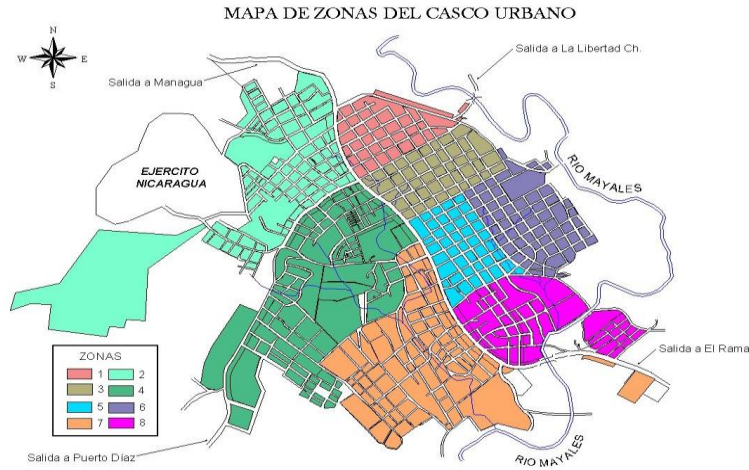 MAPA DE ZONAS DEL CASCO URBANO
N
W E
S
Salida a Managua
Salida a La Libertad Ch.
EJERCITO
NICARAGUA
RIO MAYALES
ZONAS
1 2
3 4
5 6
7 8
Salida a El Rama
Salida a Puerto Díaz
RIO MAYALES